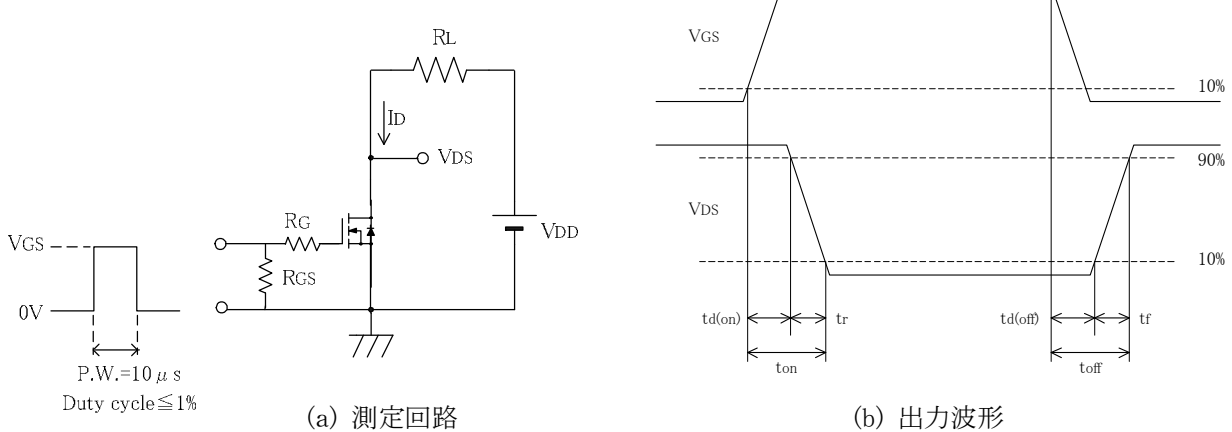 RL
ID
VDS
RG
VDD
RGS
VGS
0V
P.W.=10μs
Duty cycle≦1%
(a) 測定回路
VGS
10%
90%
VDS
10%
td(on)
tr
td(off)
tf
ton
toff
(b) 出力波形